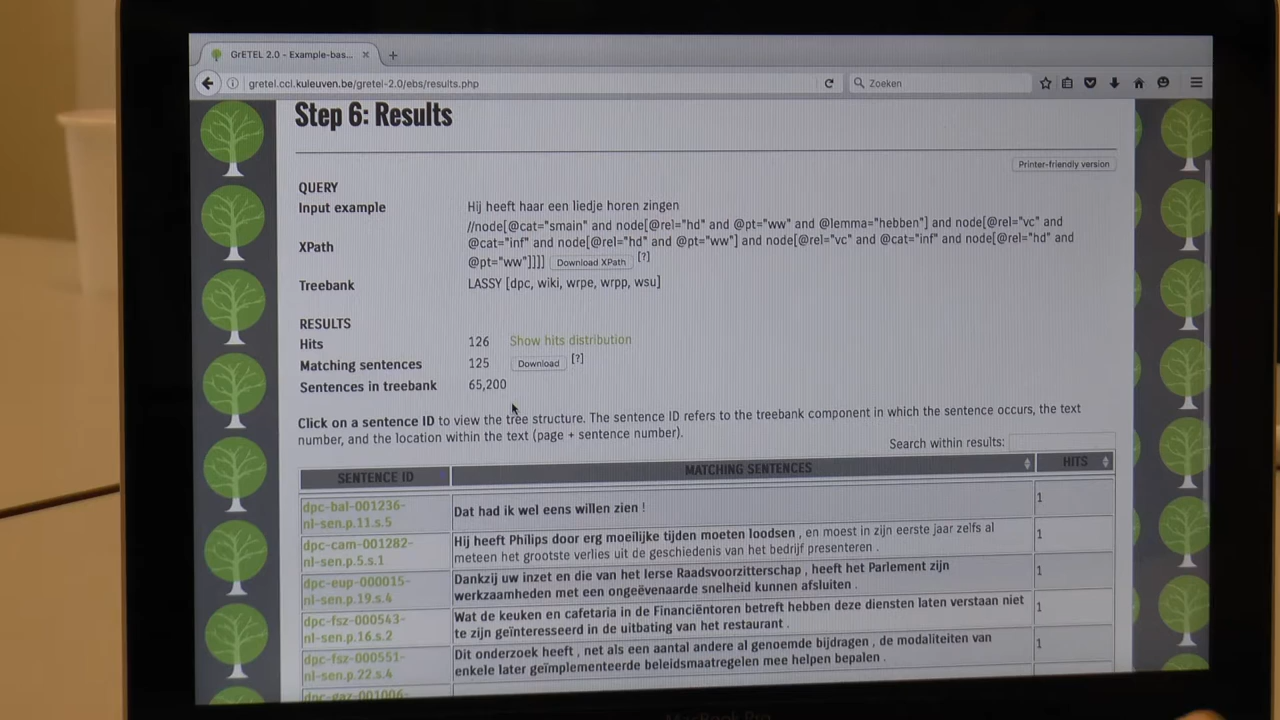 GrETEL 2.0 - Example-bas...
gretel.ccl.kuleuven.be/gretel-2.0/ebs/results.php
Zoeken
Step 6: Results
Printer-friendly version
QUERY
Input example
Hij heeft haar een liedje horen zingen
XPath
//node[@cat="smain" and node[@rel="hd" and @pt="ww" and @lemma="hebben"] and node[@rel="vc" and
@cat="inf" and node[@rel="hd" and @pt="ww"] and node[@rel="vc" and @cat="inf" and node[@rel="hd" and
@pt="ww"]]]] Download XPath [?]
Treebank
LASSY [dpc, wiki, wrpe, wrpp, wsu]
RESULTS
Hits 126 Show hits distribution
Matching sentences 125 Download [?]
Sentences in treebank 65,200
Click on a sentence ID to view the tree structure. The sentence ID refers to the treebank component in which the sentence occurs, the text
number, and the location within the text (page + sentence number).
Search within results:
SENTENCE ID MATCHING SENTENCES HITS
dpc-bal-001236-
nl-sen.p.11.s.5
Dat had ik wel eens willen zien !
1
dpc-cam-001282-
nl-sen.p.5.s.1
Hij heeft Philips door erg moeilijke tijden moeten loodsen , en moest in zijn eerste jaar zelfs al
meteen het grootste verlies uit de geschiedenis van het bedrijf presenteren .
1
dpc-eup-000015-
nl-sen.p.19.s.4
Dankzij uw inzet en die van het Ierse Raadsvoorzitterschap , heeft het Parlement zijn
werkzaamheden met een ongeëvenaarde snelheid kunnen afsluiten .
1
dpc-fsz-000543-
nl-sen.p.16.s.2
Wat de keuken en cafetaria in de Financiëntoren betreft hebben deze diensten laten verstaan niet
te zijn geïnteresseerd in de uitbating van het restaurant .
1
dpc-fsz-000551-
nl-sen.p.22.s.4
Dit onderzoek heeft , net als een aantal andere al genoemde bijdragen , de modaliteiten van
enkele later geïmplementeerde beleidsmaatregelen mee helpen bepalen .
1
dpc-gaz-001006-
MacBook Pro